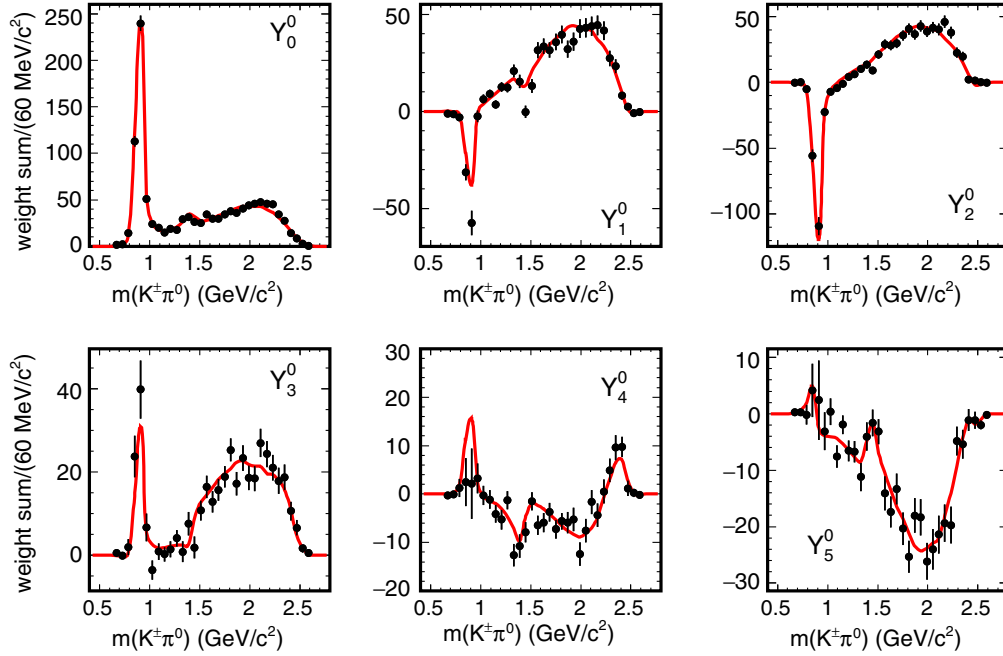 weight sum/(60 MeV/c²)
250
200
150
100
50
0
Y₀⁰
0.5 1 1.5 2 2.5
m(K±π⁰) (GeV/c²)
50
0
−50
Y₁⁰
0.5 1 1.5 2 2.5
m(K±π⁰) (GeV/c²)
50
0
−50
−100
Y₂⁰
0.5 1 1.5 2 2.5
m(K±π⁰) (GeV/c²)
weight sum/(60 MeV/c²)
40
20
0
Y₃⁰
0.5 1 1.5 2 2.5
m(K±π⁰) (GeV/c²)
30
20
10
0
−10
−20
Y₄⁰
0.5 1 1.5 2 2.5
m(K±π⁰) (GeV/c²)
10
0
−10
−20
−30
Y₅⁰
0.5 1 1.5 2 2.5
m(K±π⁰) (GeV/c²)